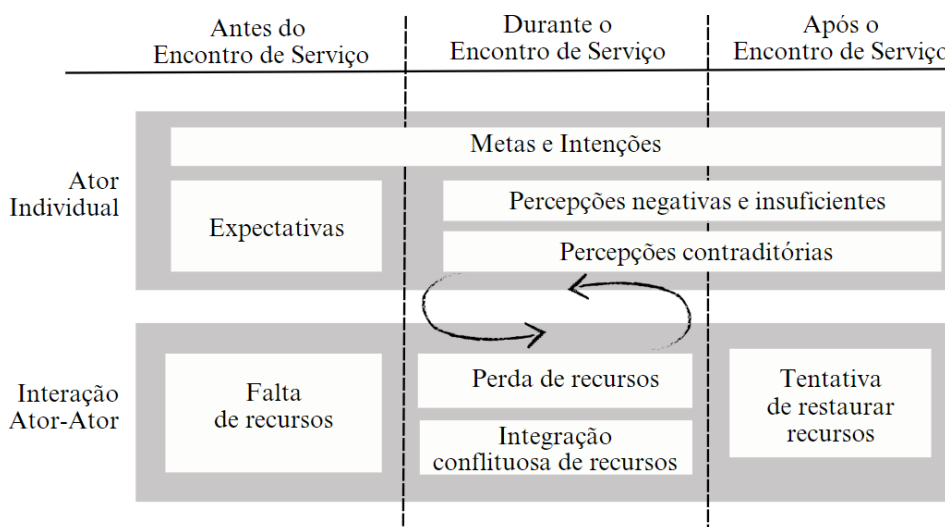 Antes do
Encontro de Serviço
Durante o
Encontro de Serviço
Após o
Encontro de Serviço
Ator
Individual
Metas e Intenções
Expectativas
Percepções negativas e insuficientes
Percepções contraditórias
Interação
Ator-Ator
Falta
de recursos
Perda de recursos
Integração
conflituosa de recursos
Tentativa
de restaurar
recursos